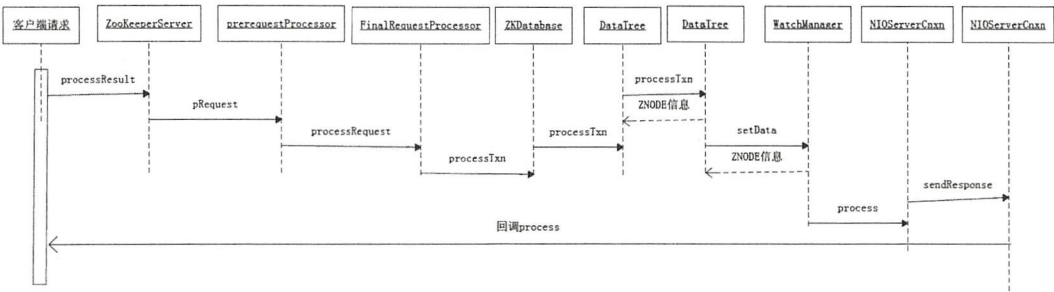 客户端请求
ZooKeeperServer
prerequestProcessor
FinalRequestProcessor
ZKDatabase
DataTree
DataTree
WatchManager
NIOServerCnxn
NIOServerCnxn
processResult
pRequest
processRequest
processTxn
processTxn
processTxn
ZNODE信息
setData
ZNODE信息
process
sendResponse
回调process